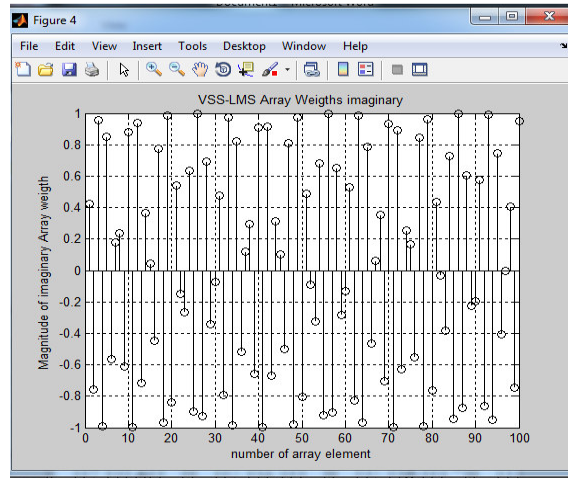 Figure 4
File Edit View Insert Tools Desktop Window Help
VSS-LMS Array Weigths imaginary
Magnitude of imaginary Array weigth
1
0.8
0.6
0.4
0.2
0
-0.2
-0.4
-0.6
-0.8
-1
0 10 20 30 40 50 60 70 80 90 100
number of array element